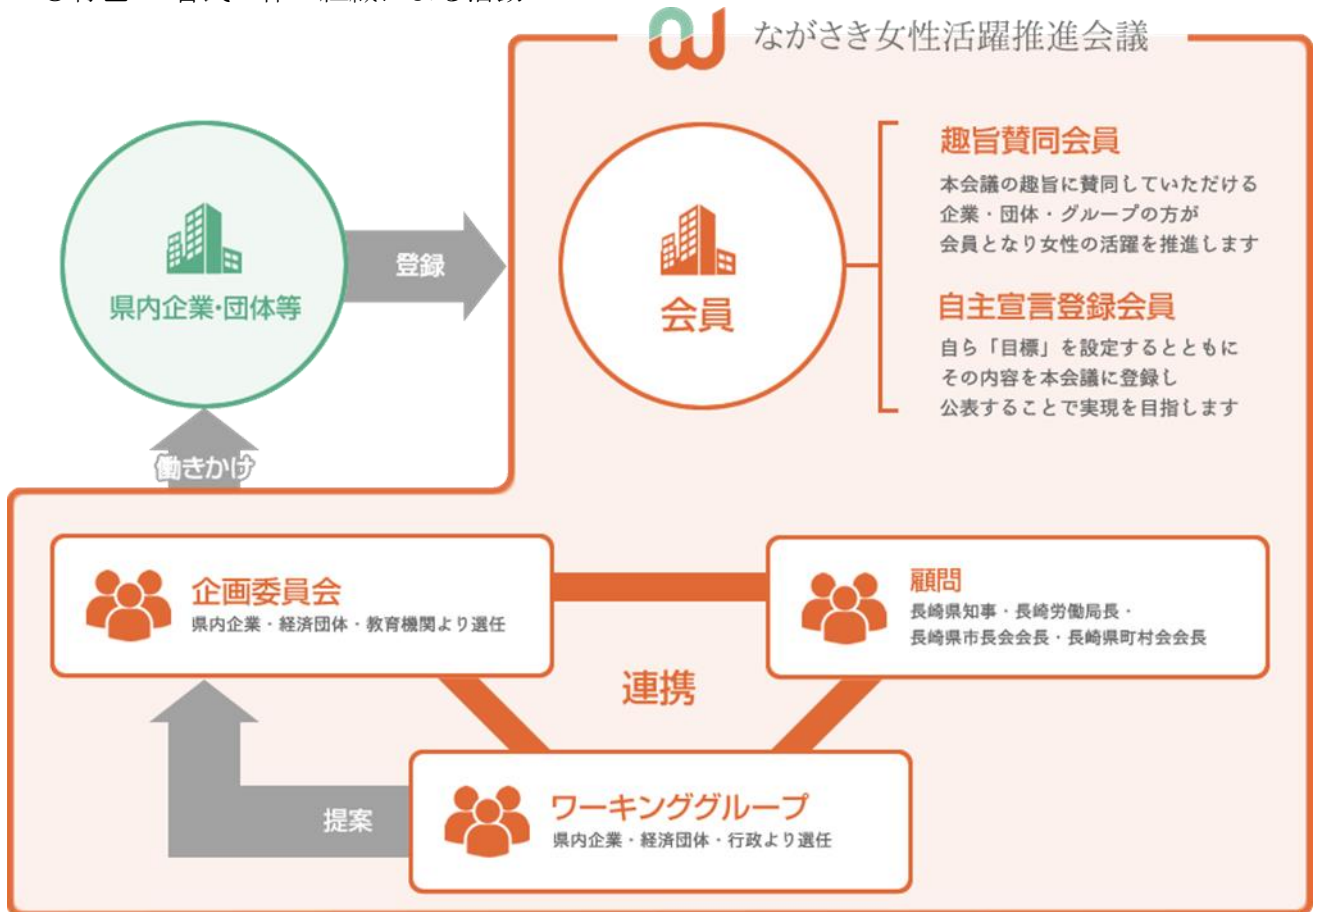 ながさき女性活躍推進会議
県内企業・団体等
登録
会員
趣旨賛同会員
本会議の趣旨に賛同していただける
企業・団体・グループの方が
会員となり女性の活躍を推進します
自主宣言登録会員
自ら「目標」を設定するとともに
その内容を本会議に登録し
公表することで実現を目指します
働きかけ
企画委員会
県内企業・経済団体・教育機関より選任
顧問
長崎県知事・長崎労働局長・
長崎県市長会会長・長崎県町村会会長
連携
提案
ワーキンググループ
県内企業・経済団体・行政より選任